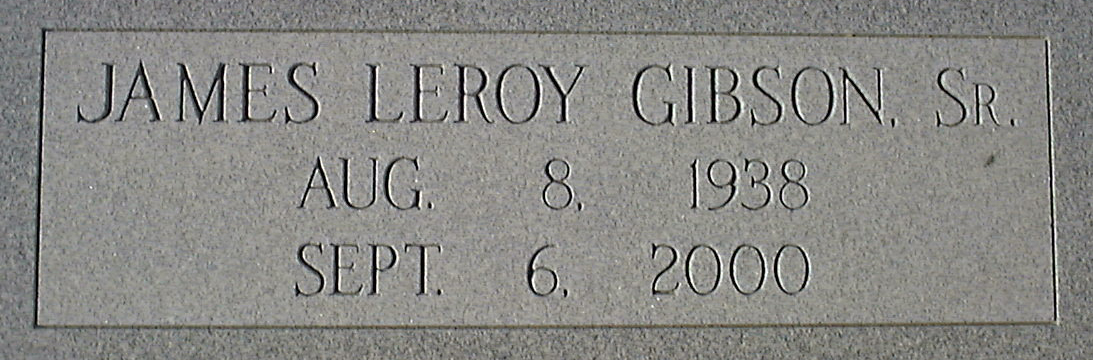 JAMES LEROY GIBSON, SR.
AUG. 8, 1938
SEPT. 6, 2000